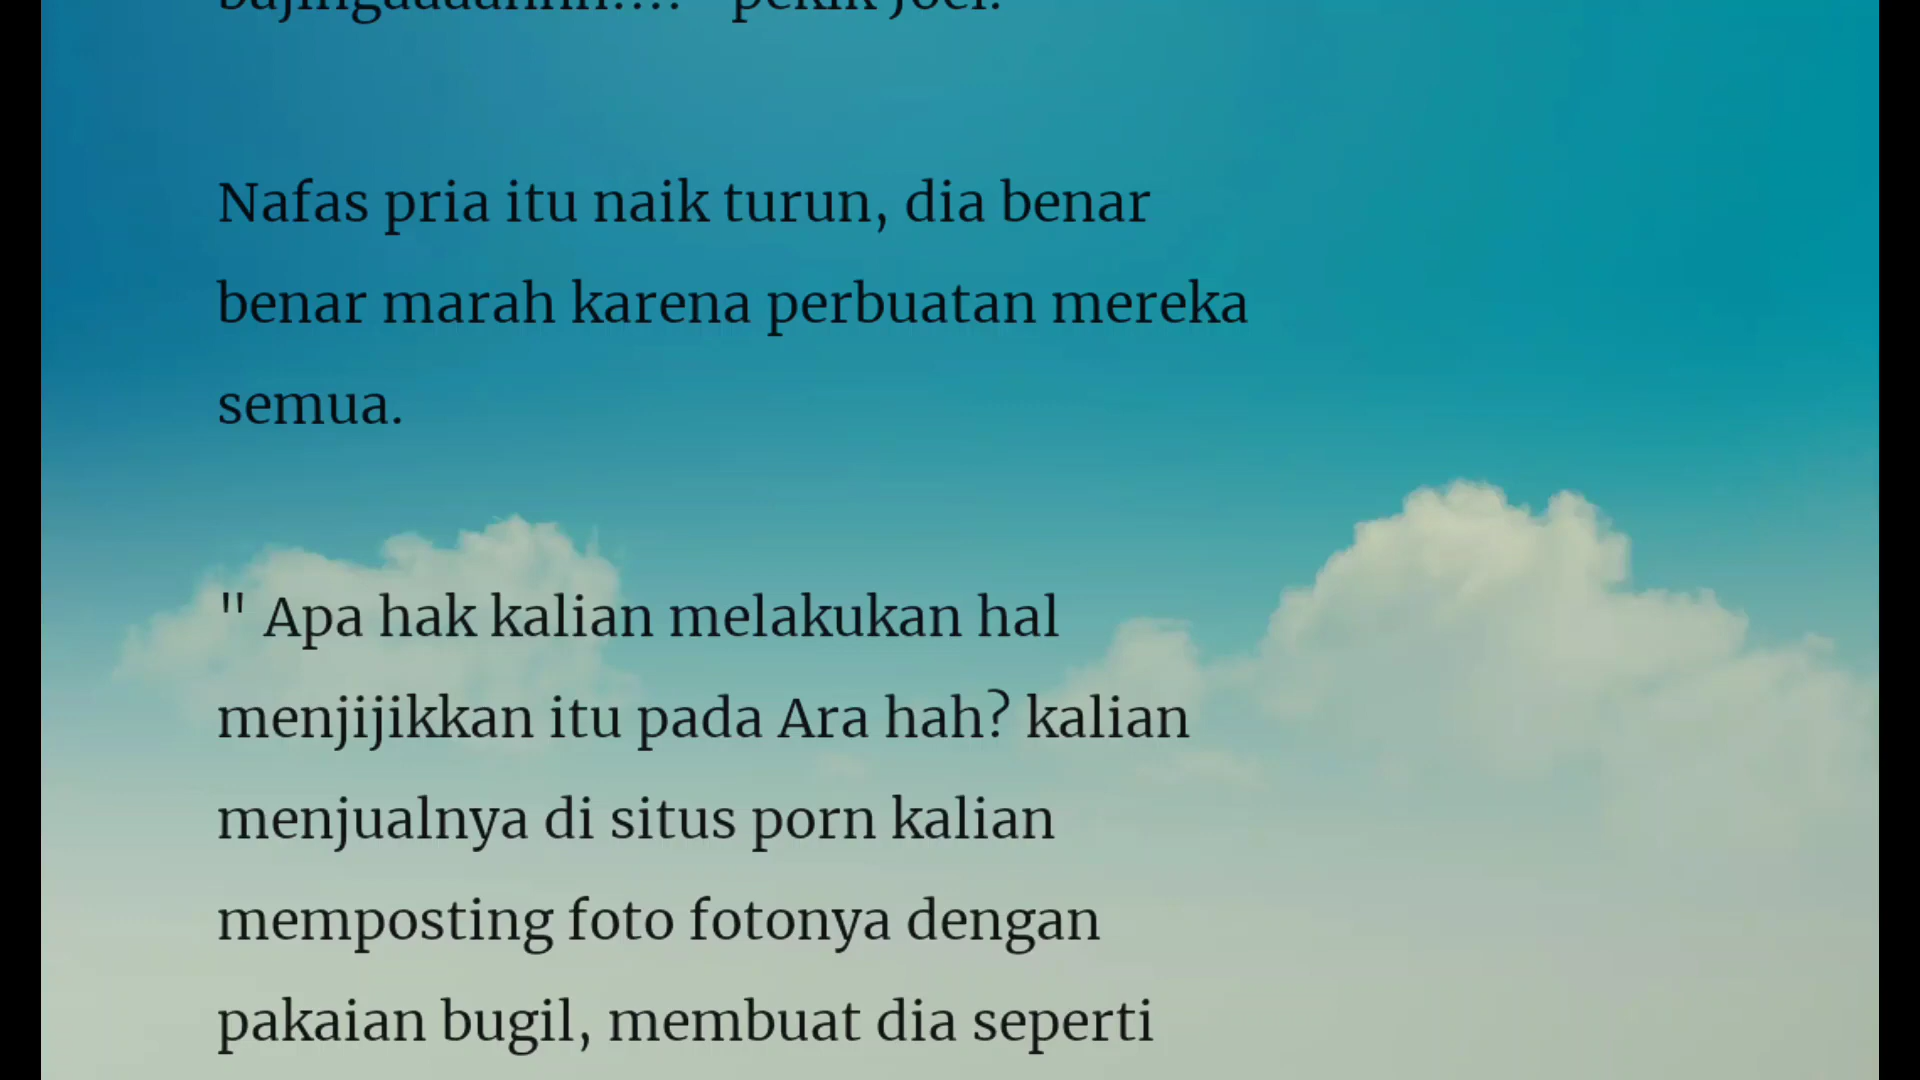 pekik Joel.
Nafas pria itu naik turun, dia benar
benar marah karena perbuatan mereka
semua.
" Apa hak kalian melakukan hal
menjijikkan itu pada Ara hah? kalian
menjualnya di situs porn kalian
memposting foto fotonya dengan
pakaian bugil, membuat dia seperti